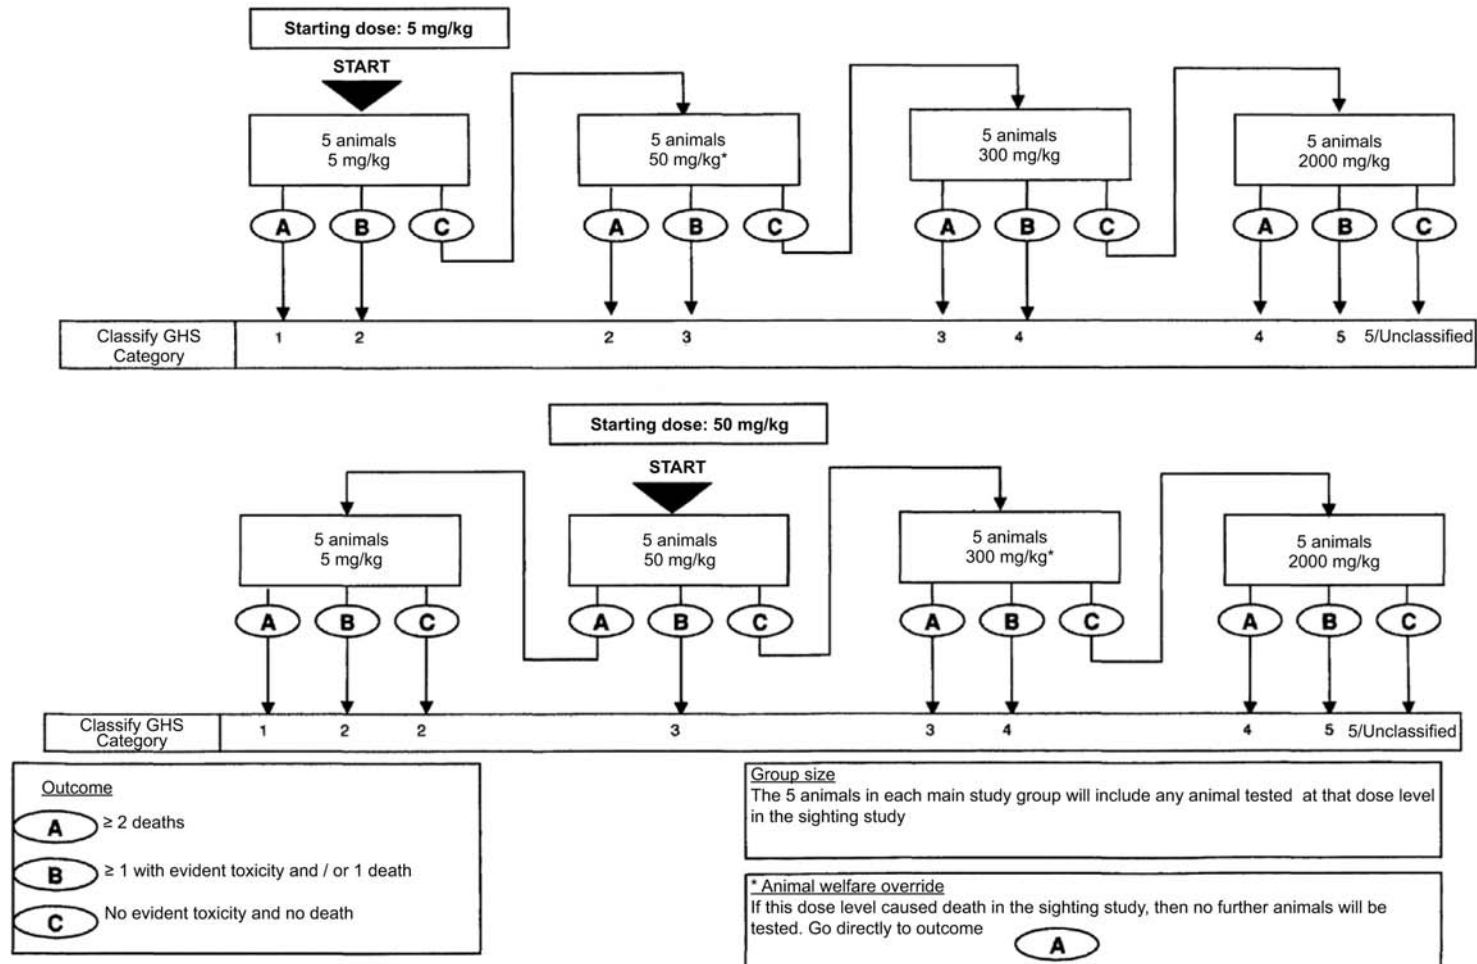 Starting dose: 5 mg/kg
START
5 animals
5 mg/kg
5 animals
50 mg/kg*
5 animals
300 mg/kg
5 animals
2000 mg/kg
A B C A B C A B C A B C
Classify GHS
Category
1 2 2 3 3 4 4 5 5/Unclassified
Starting dose: 50 mg/kg
START
5 animals
5 mg/kg
5 animals
50 mg/kg
5 animals
300 mg/kg*
5 animals
2000 mg/kg
A B C A B C A B C A B C
Classify GHS
Category
1 2 2 3 3 4 4 5 5/Unclassified
Outcome
A ≥ 2 deaths
B ≥ 1 with evident toxicity and / or 1 death
C No evident toxicity and no death
Group size
The 5 animals in each main study group will include any animal tested at that dose level
in the sighting study
* Animal welfare override
If this dose level caused death in the sighting study, then no further animals will be
tested. Go directly to outcome A